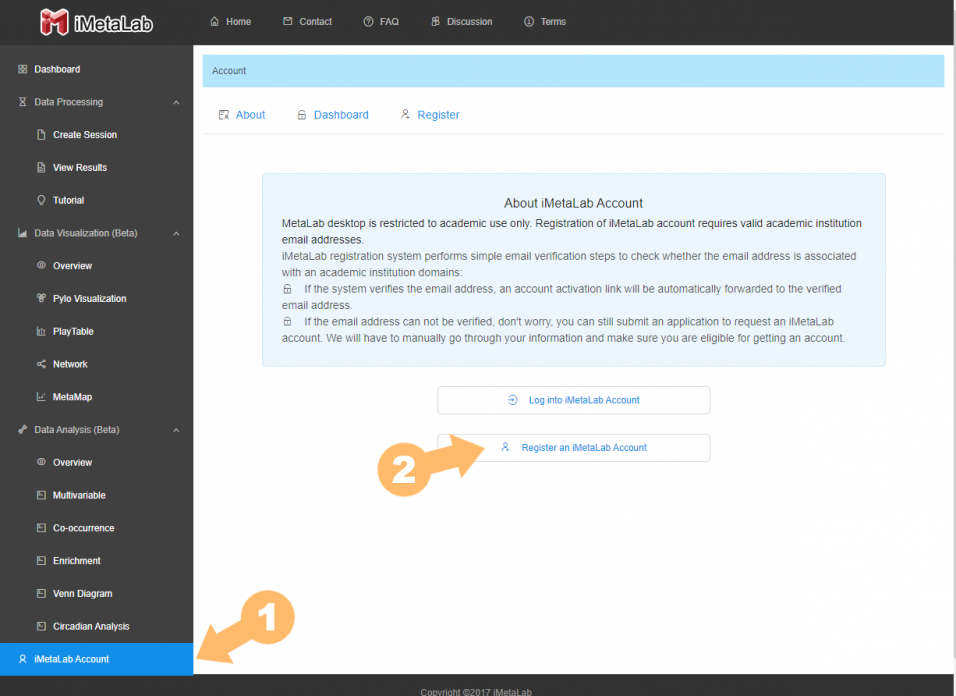 iMetaLab
Home
Contact
FAQ
Discussion
Terms
Dashboard
Data Processing
Create Session
View Results
Tutorial
Data Visualization (Beta)
Overview
Pylo Visualization
PlayTable
Network
MetaMap
Data Analysis (Beta)
Overview
Multivariable
Co-occurrence
Enrichment
Venn Diagram
Circadian Analysis
iMetaLab Account
Account
About
Dashboard
Register
About iMetaLab Account
MetaLab desktop is restricted to academic use only. Registration of iMetaLab account requires valid academic institution
email addresses.
iMetaLab registration system performs simple email verification steps to check whether the email address is associated
with an academic institution domains:
If the system verifies the email address, an account activation link will be automatically forwarded to the verified
email address.
If the email address can not be verified, don't worry, you can still submit an application to request an iMetaLab
account. We will have to manually go through your information and make sure you are eligible for getting an account.
Log into iMetaLab Account
Register an iMetaLab Account
2
1
Copyright ©2017 iMetaLab